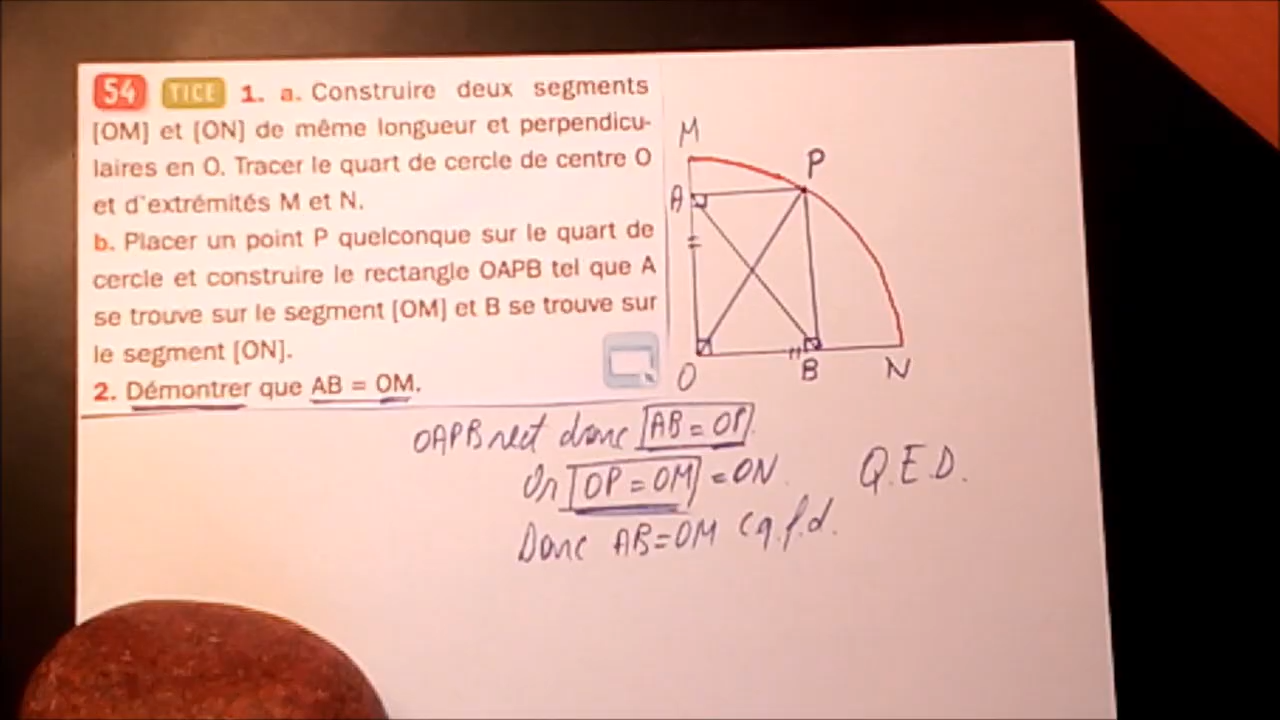 54 TICE 1. a. Construire deux segments
[OM] et [ON] de même longueur et perpendicu-
laires en O. Tracer le quart de cercle de centre O
et d'extrémités M et N.
b. Placer un point P quelconque sur le quart de
cercle et construire le rectangle OAPB tel que A
se trouve sur le segment [OM] et B se trouve sur
le segment [ON].
2. Démontrer que AB = OM.
M
P
A
O
B
N
OAPB rect donc AB = OP.
Or OP = OM = ON.
Q.E.D.
Donc AB = OM cqfd.